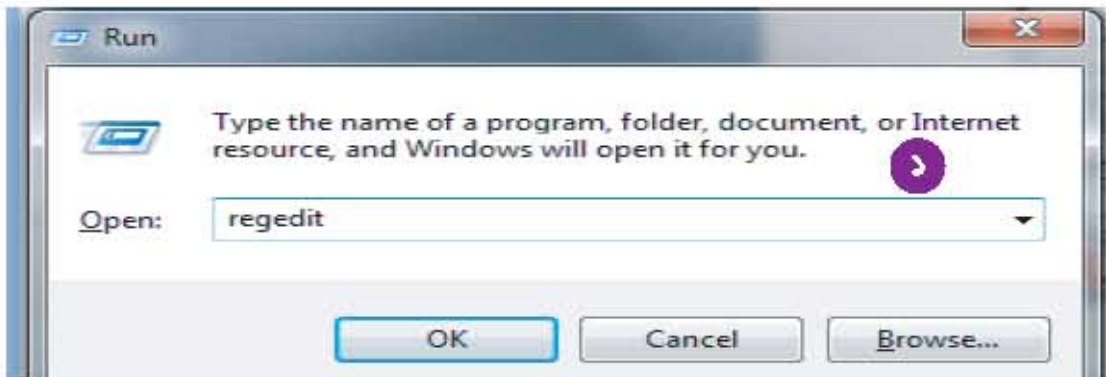 Run
Type the name of a program, folder, document, or Internet
resource, and Windows will open it for you.
Open:
regedit
OK
Cancel
Browse...